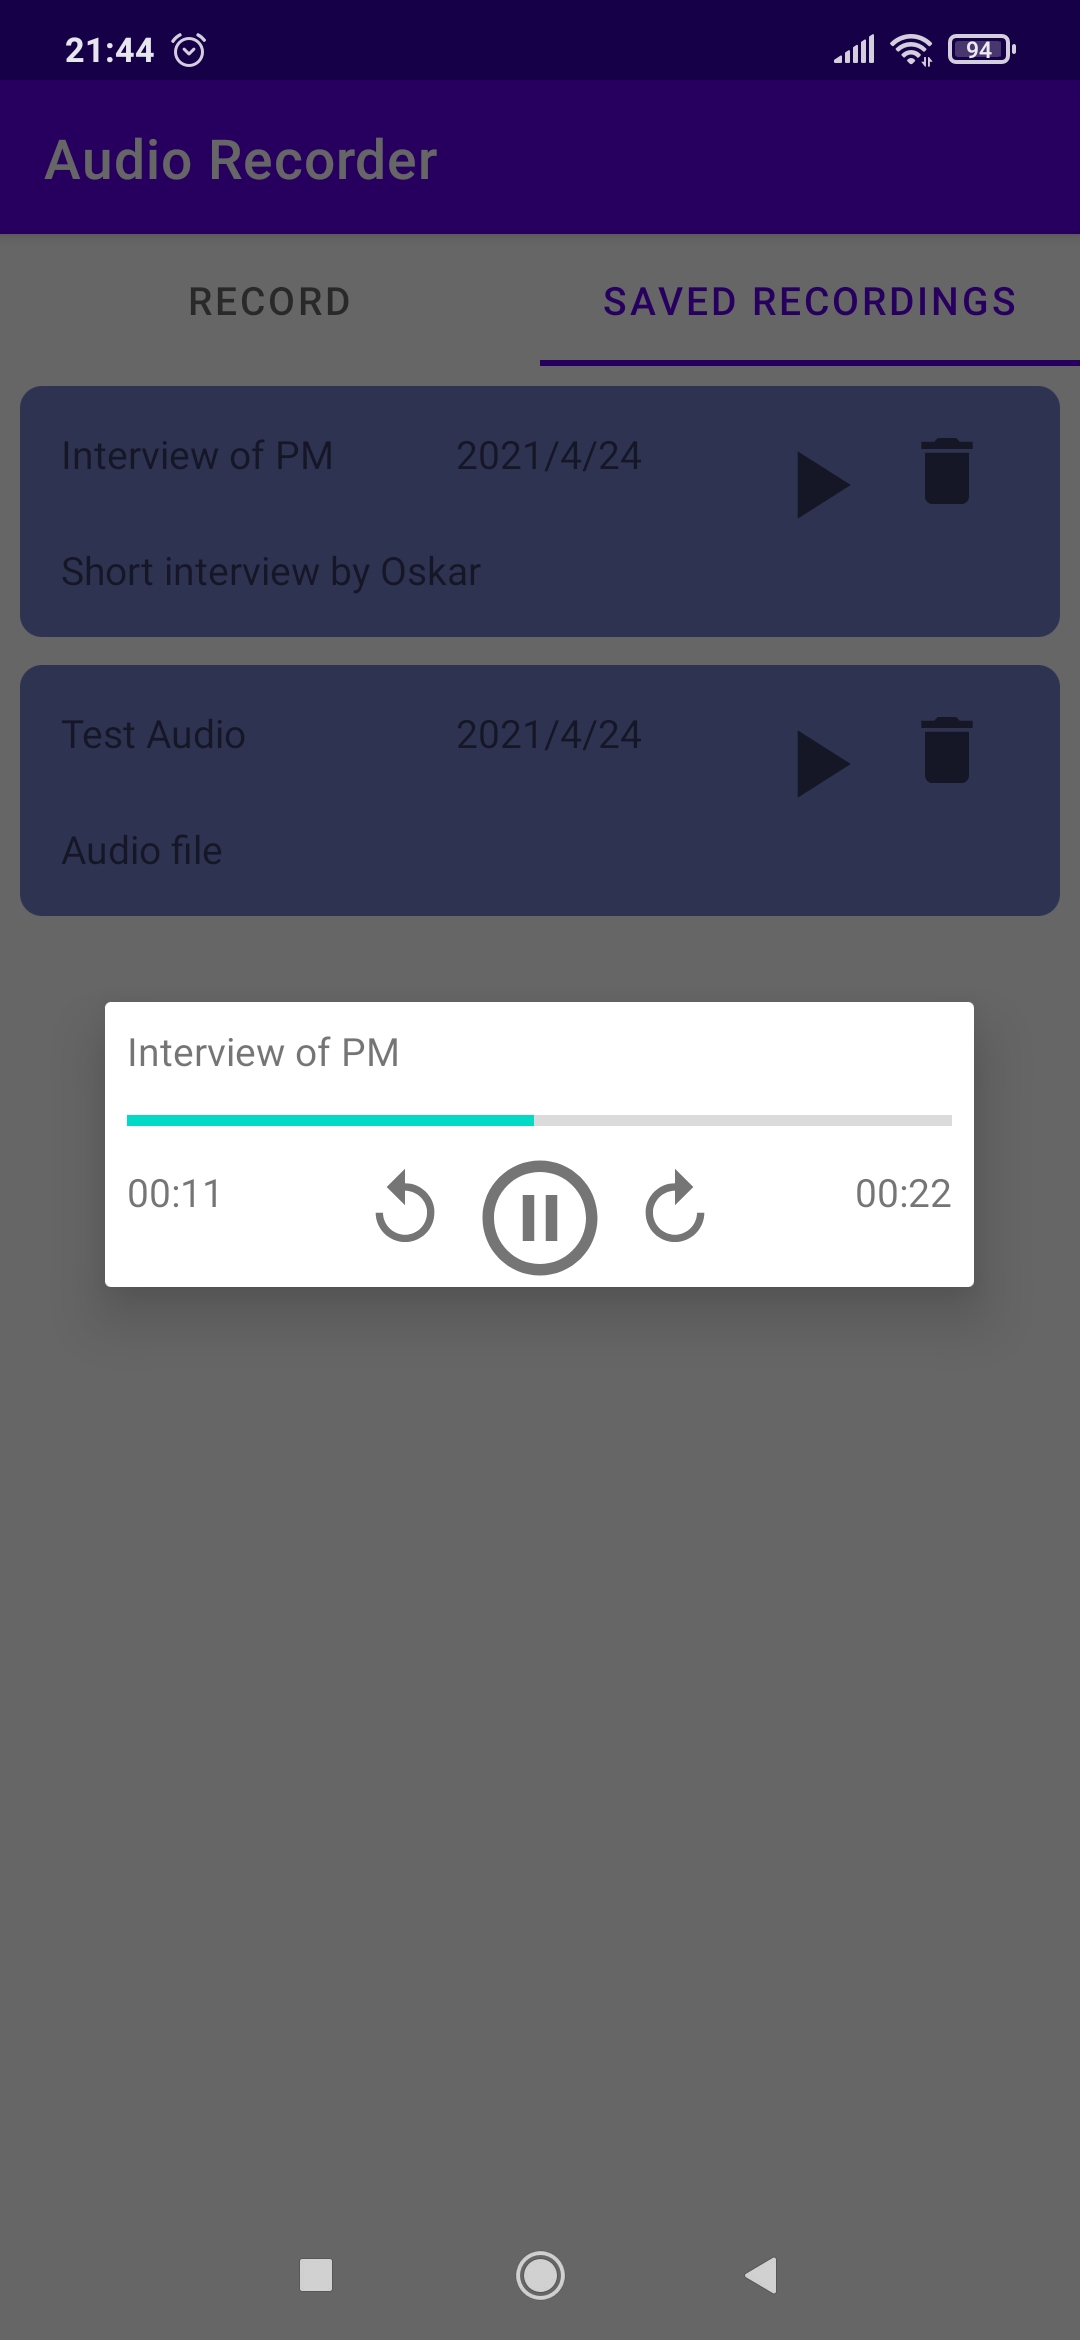 21:44 94
Audio Recorder
RECORD SAVED RECORDINGS
Interview of PM 2021/4/24
Short interview by Oskar
Test Audio 2021/4/24
Audio file
Interview of PM
00:11 00:22